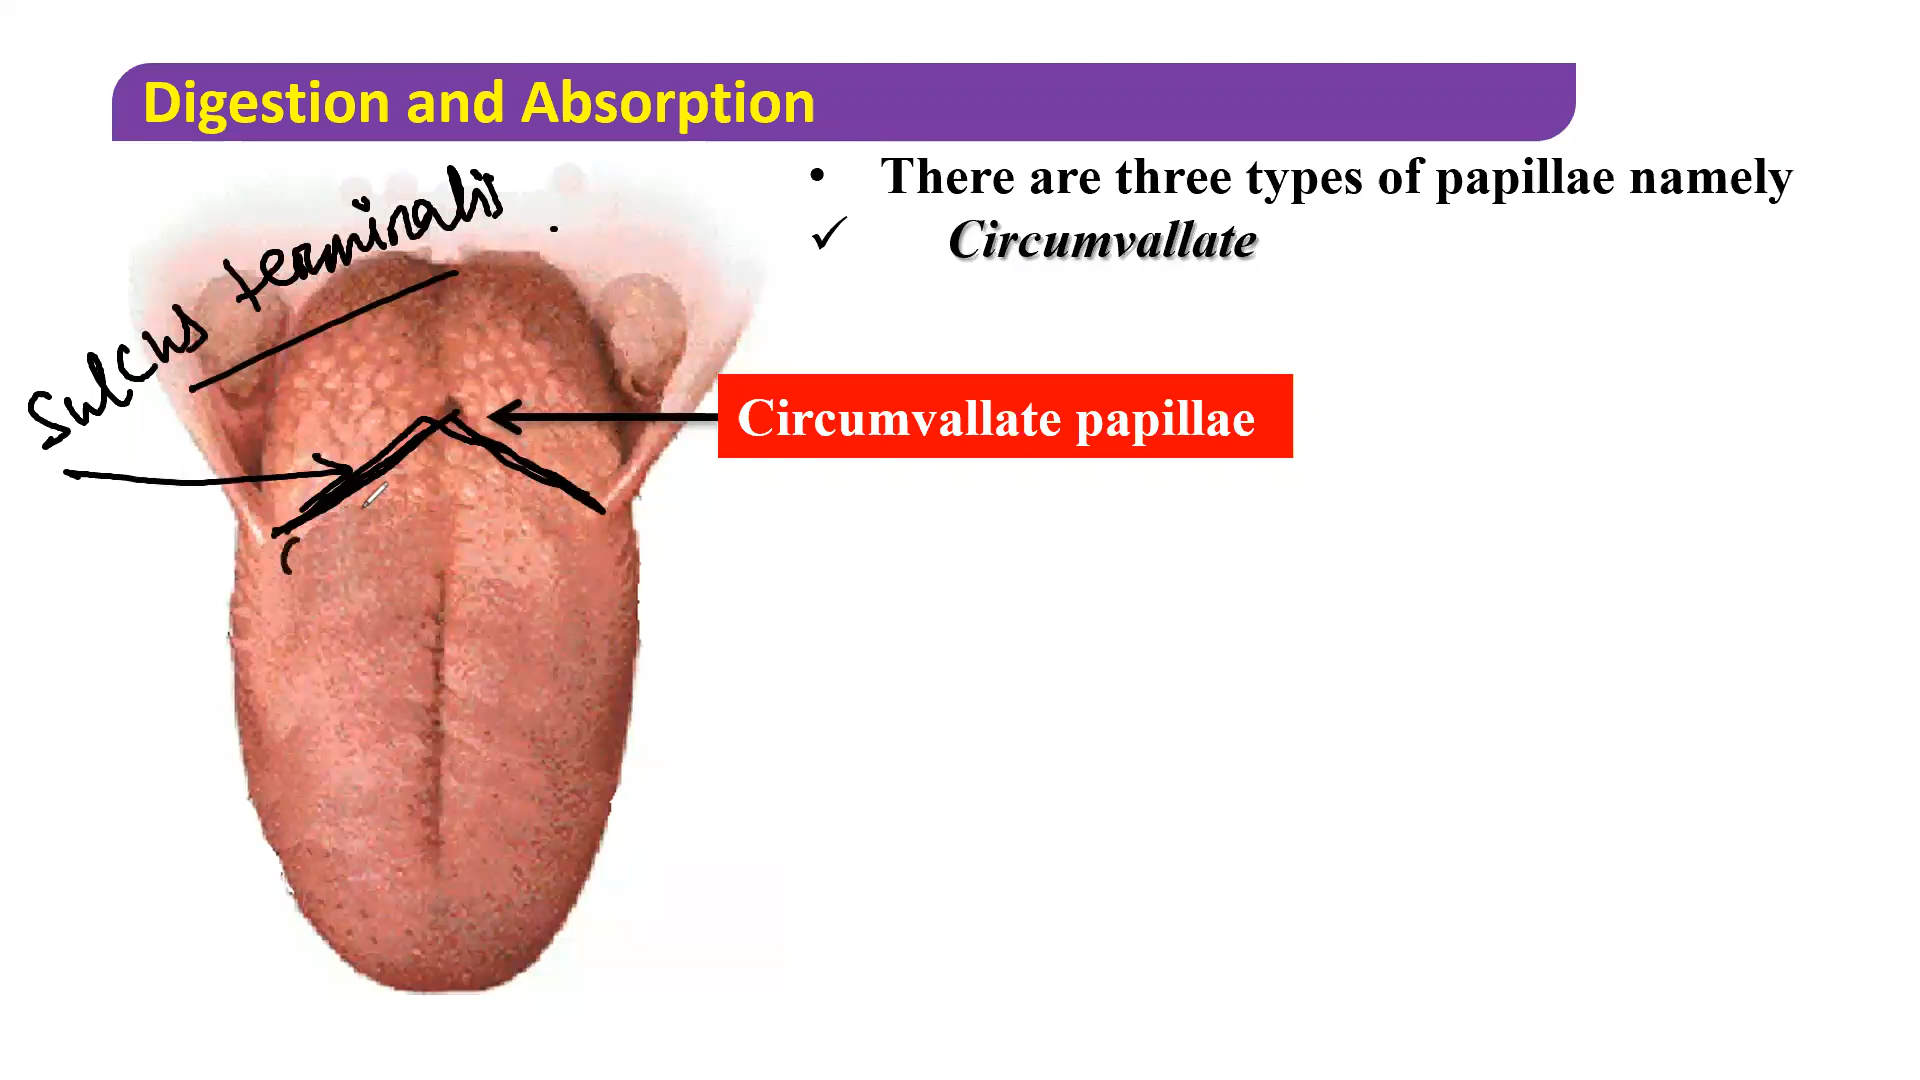 Digestion and Absorption
• There are three types of papillae namely
✓ Circumvallate
Sulcus terminalis
Circumvallate papillae